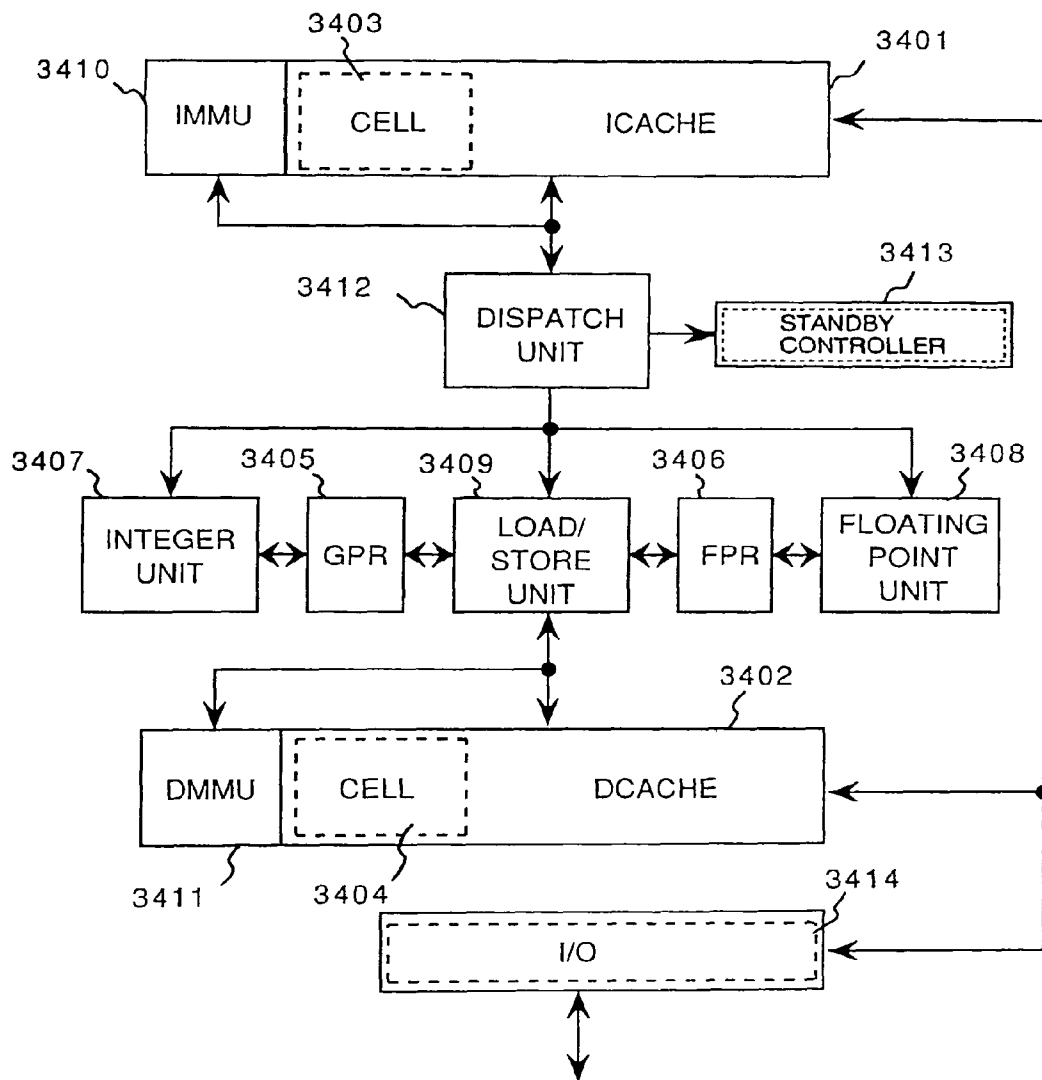 3403
3401
3410
IMMU
CELL
ICACHE
3413
3412
DISPATCH
UNIT
STANDBY
CONTROLLER
3407
3405
3409
3406
3408
INTEGER
UNIT
GPR
LOAD/
STORE
UNIT
FPR
FLOATING
POINT
UNIT
3402
DMMU
CELL
DCACHE
3411
3404
3414
I/O